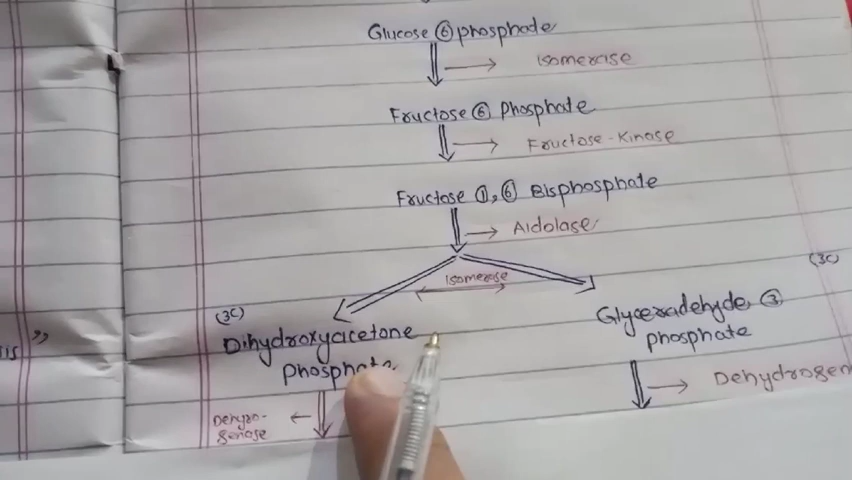 Glucose ⑥ phosphate
→ Isomerase
Fructose ⑥ Phosphate
→ Fructose-Kinase
Fructose ①,⑥ Bisphosphate
→ Aldolase
Isomerase
(3C)
(3C)
Dihydroxyacetone
phosphate
Glyceradehyde ③
phosphate
Dehydro-
genase ←
→ Dehydrogen